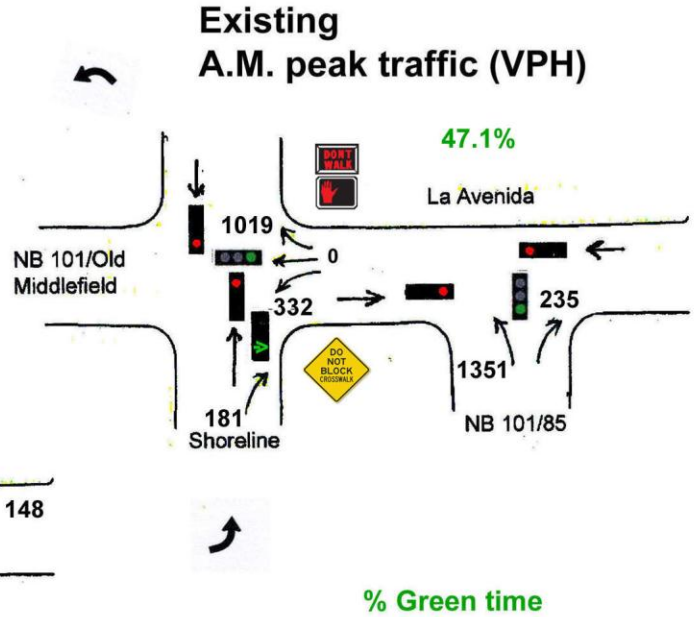 Existing
A.M. peak traffic (VPH)
47.1%
DONT
WALK
La Avenida
1019
NB 101/Old
Middlefield
0
332
235
DO
NOT
BLOCK
CROSSWALK
1351
181
Shoreline
NB 101/85
148
% Green time